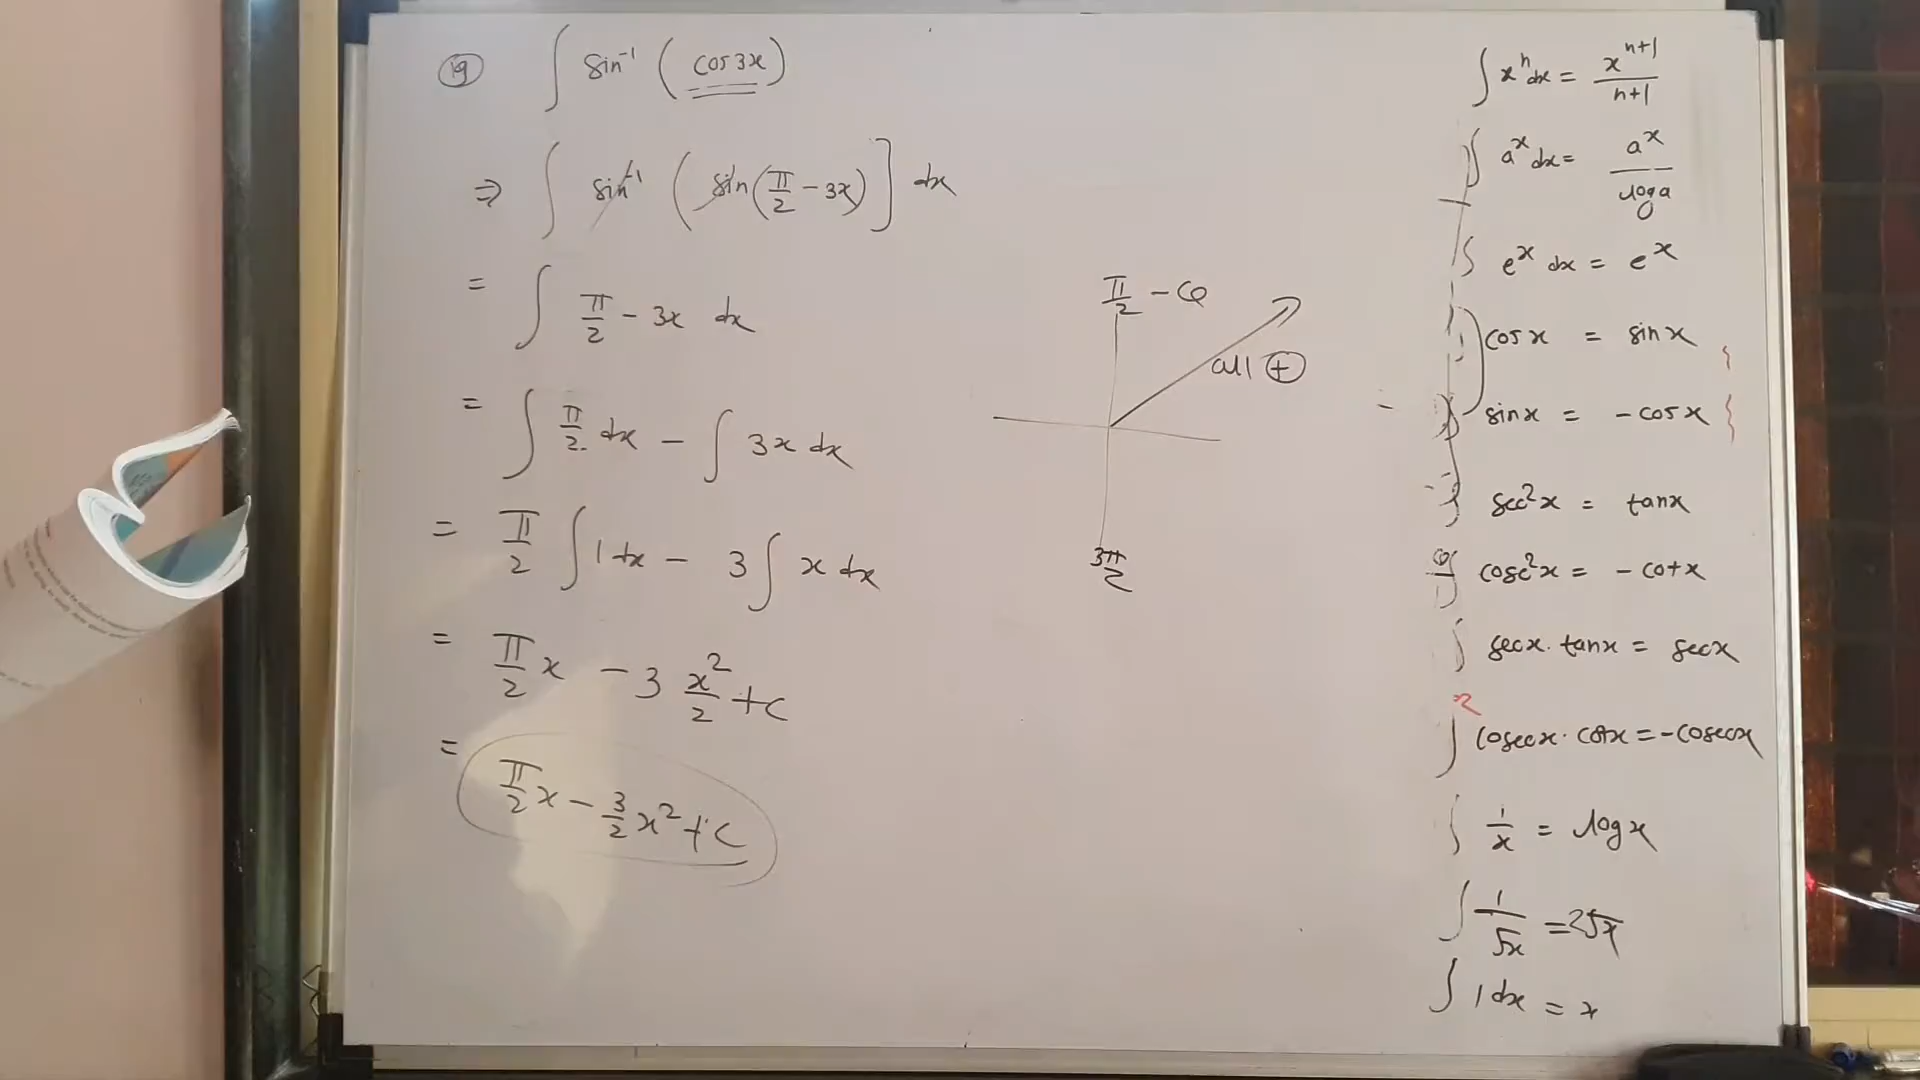 19 ∫ sin⁻¹ (cos3x)
⇒ ∫ sin⁻¹ (sin(π/2 − 3x)] dx
= ∫ π/2 − 3x dx
= ∫ π/2 dx − ∫ 3x dx
= π/2 ∫ 1 dx − 3 ∫ x dx
= π/2 x − 3 x²/2 + c
= π/2 x − 3/2 x² + c
π/2 − Q
all +
3π/2
∫ xⁿ dx = xⁿ⁺¹/n+1
∫ aˣ dx = aˣ/log a
∫ eˣ dx = eˣ
∫ cos x = sin x
∫ sin x = − cos x
∫ sec²x = tan x
∫ cosec²x = − cot x
∫ sec x · tan x = sec x
∫ cosec x · cot x = − cosec x
∫ 1/x = log x
∫ 1/√x = 2√x
∫ 1 dx = x